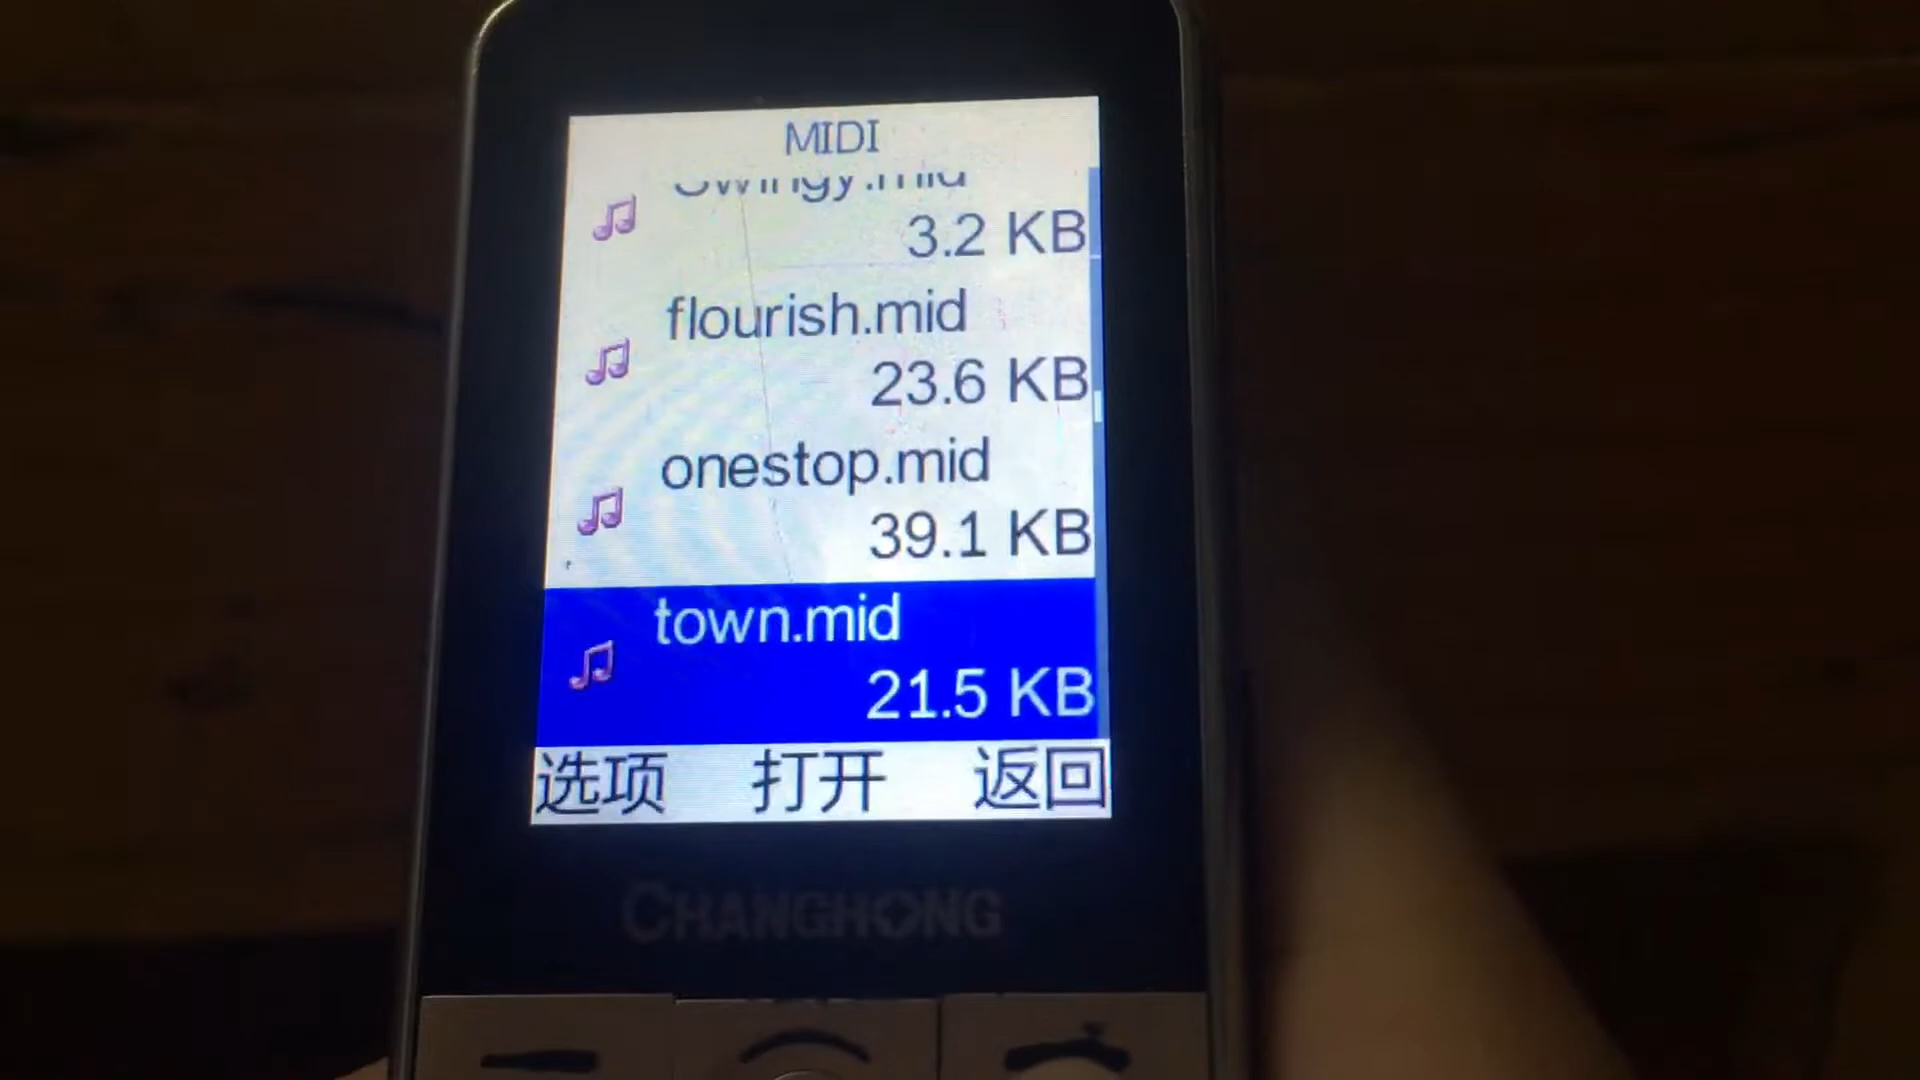 MIDI
3.2 KB
flourish.mid
23.6 KB
onestop.mid
39.1 KB
town.mid
21.5 KB
选项 打开 返回
CHANGHONG